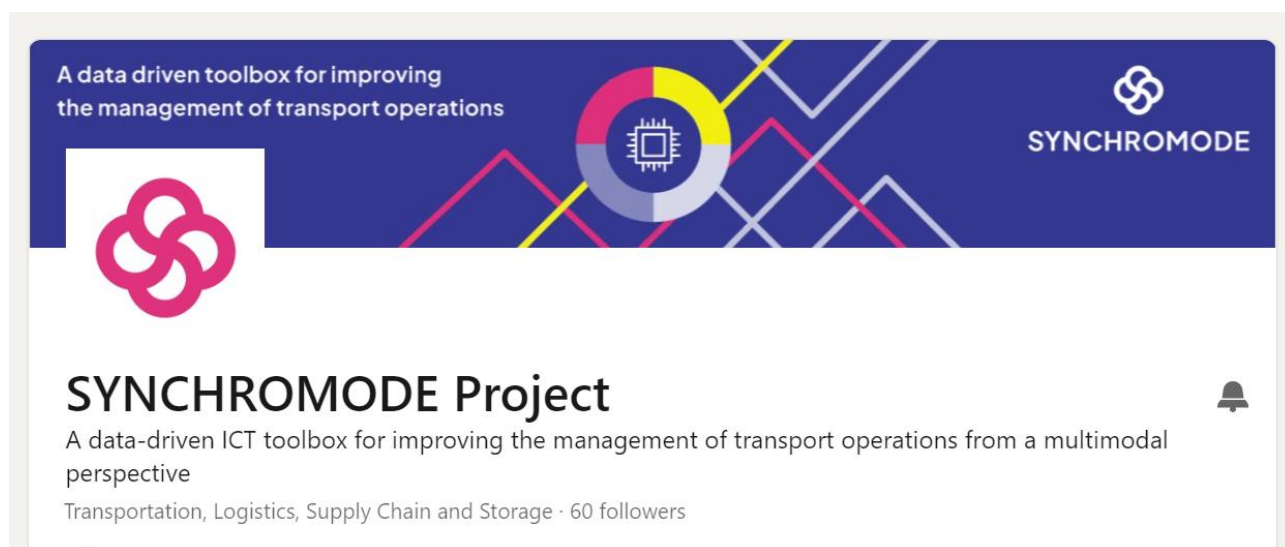 A data driven toolbox for improving
the management of transport operations
SYNCHROMODE
SYNCHROMODE Project
A data-driven ICT toolbox for improving the management of transport operations from a multimodal
perspective
Transportation, Logistics, Supply Chain and Storage · 60 followers